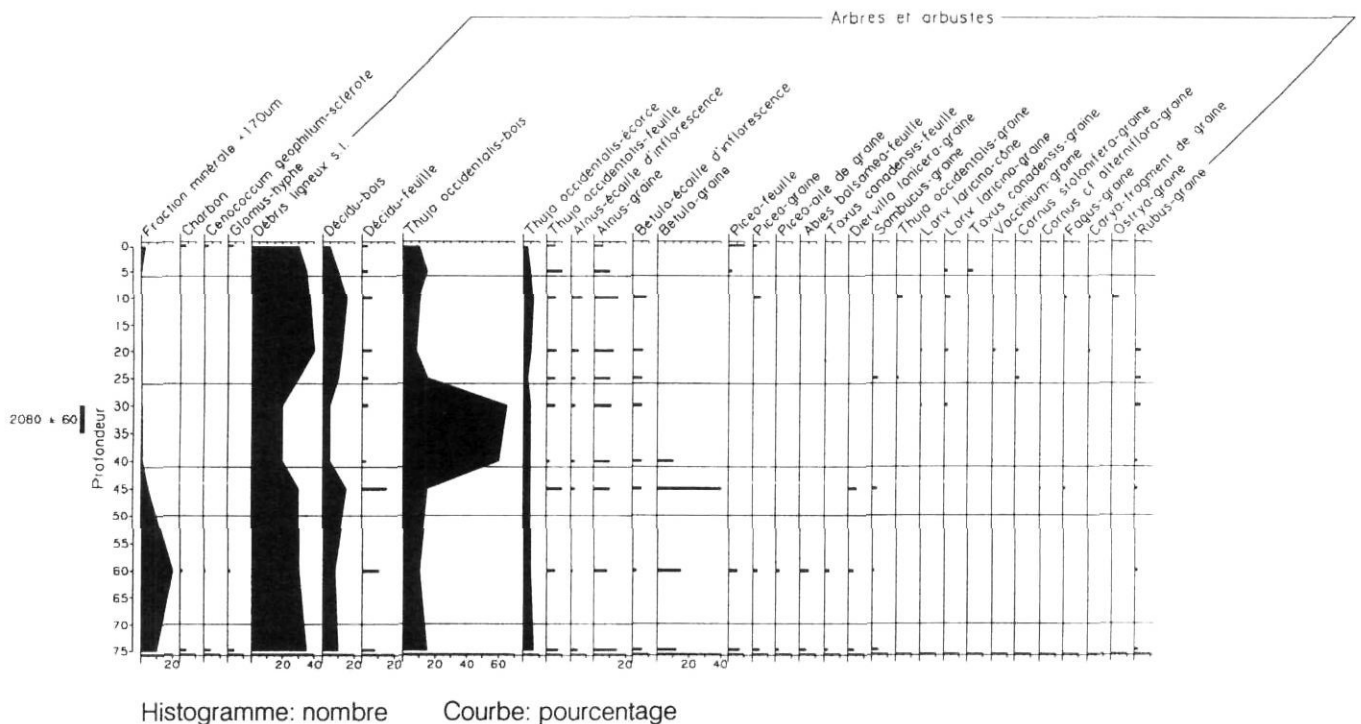 Arbres et arbustes
Fraction minérale +170um
Charbon
Cenococcum geophilum-sclerote
Glomus-hyphe
Débris ligneux s.l.
Décidu-bois
Décidu-feuille
Thuja occidentalis-bois
Thuja occidentalis-écorce
Thuja occidentalis-feuille
Alnus-écaille d'inflorescence
Alnus-graine
Betula-écaille d'inflorescence
Betula-graine
Picea-feuille
Picea-graine
Picea-aile de graine
Abies balsamea-feuille
Taxus canadensis-feuille
Diervilla lonicera-graine
Sambucus-graine
Thuja occidentalis-graine
Larix laricina-cône
Larix laricina-graine
Taxus canadensis-graine
Vaccinium-graine
Cornus stolonifera-graine
Cornus cf alterniflora-graine
Fagus-graine
Carya-fragment de graine
Ostrya-graine
Rubus-graine
0
5
10
15
20
25
30
35
40
45
50
55
60
65
70
75
Profondeur
2080 ± 60
20 20 40 20 20 20 40 60 20 20 40
Histogramme: nombre Courbe: pourcentage